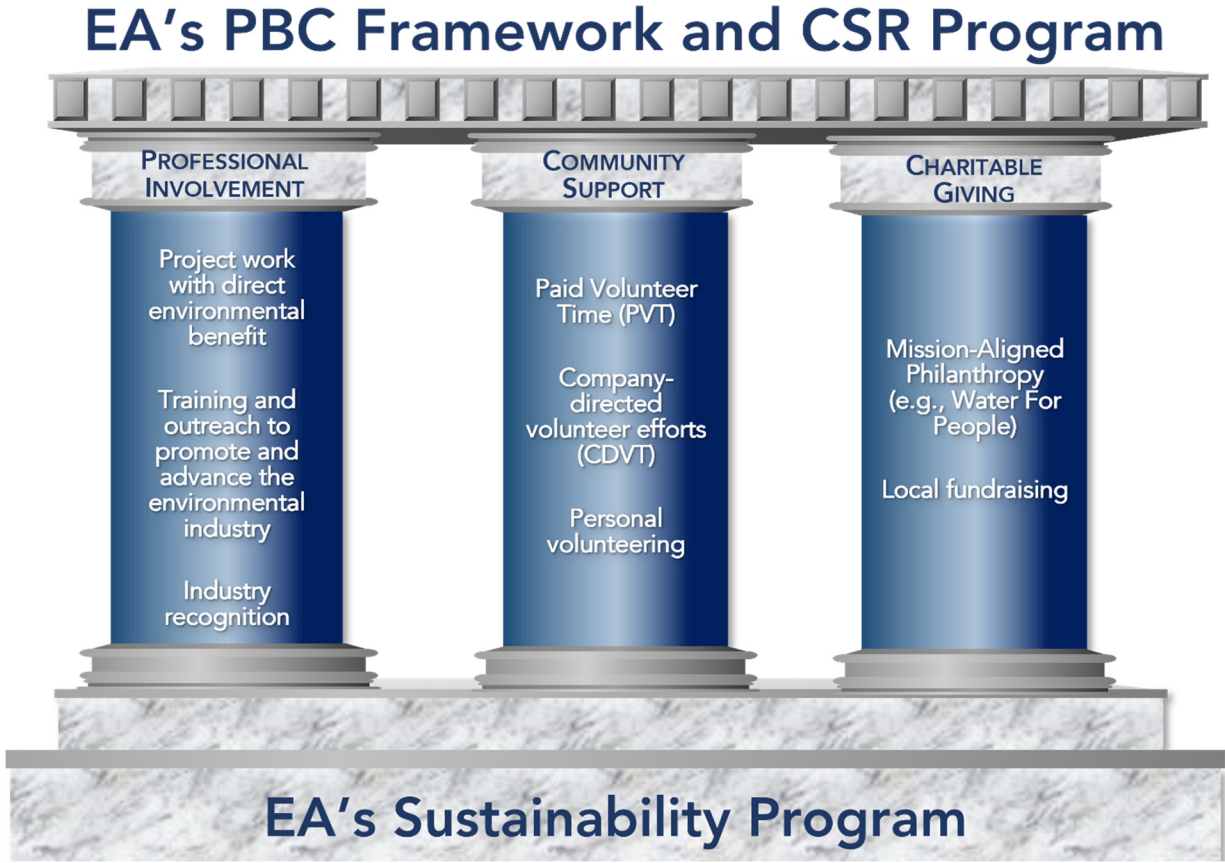 EA's PBC Framework and CSR Program
PROFESSIONAL
INVOLVEMENT
Project work
with direct
environmental
benefit
Training and
outreach to
promote and
advance the
environmental
industry
Industry
recognition
COMMUNITY
SUPPORT
Paid Volunteer
Time (PVT)
Company-
directed
volunteer efforts
(CDVT)
Personal
volunteering
CHARITABLE
GIVING
Mission-Aligned
Philanthropy
(e.g., Water For
People)
Local fundraising
EA's Sustainability Program